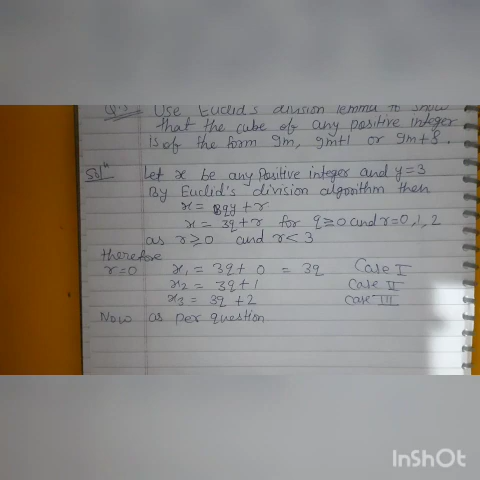 Use Euclid's division lemma to show
that the cube of any positive integer
is of the form 9m, 9m+1 or 9m+8.
Solⁿ Let x be any Positive integer and y=3
By Euclid's division algorithm then
x = qy+r
x = 3q+r for q≥0 and r=0,1,2
as r≥0 and r<3
therefore
r=0 x₁ = 3q+0 = 3q Case I
x₂ = 3q+1 Case II
x₃ = 3q+2 Case III
Now as per question
InShOt